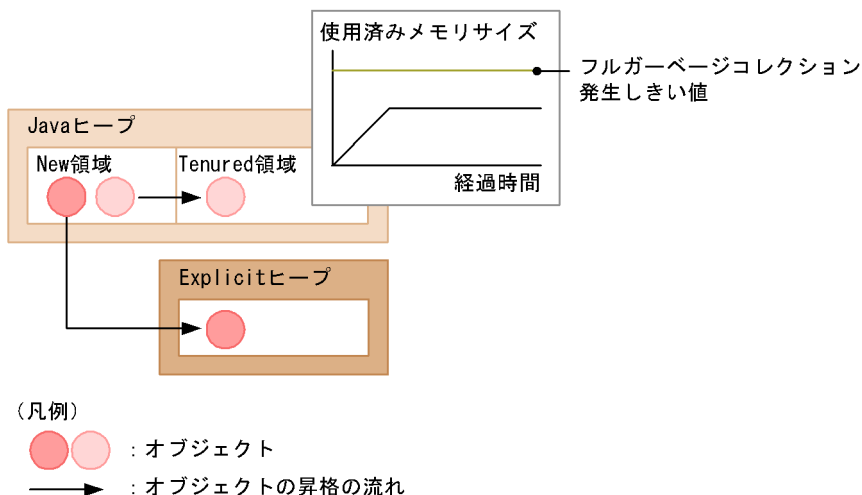 使用済みメモリサイズ
フルガーベージコレクション
発生しきい値
経過時間
Javaヒープ
New領域
Tenured領域
Explicitヒープ
(凡例)
:オブジェクト
:オブジェクトの昇格の流れ